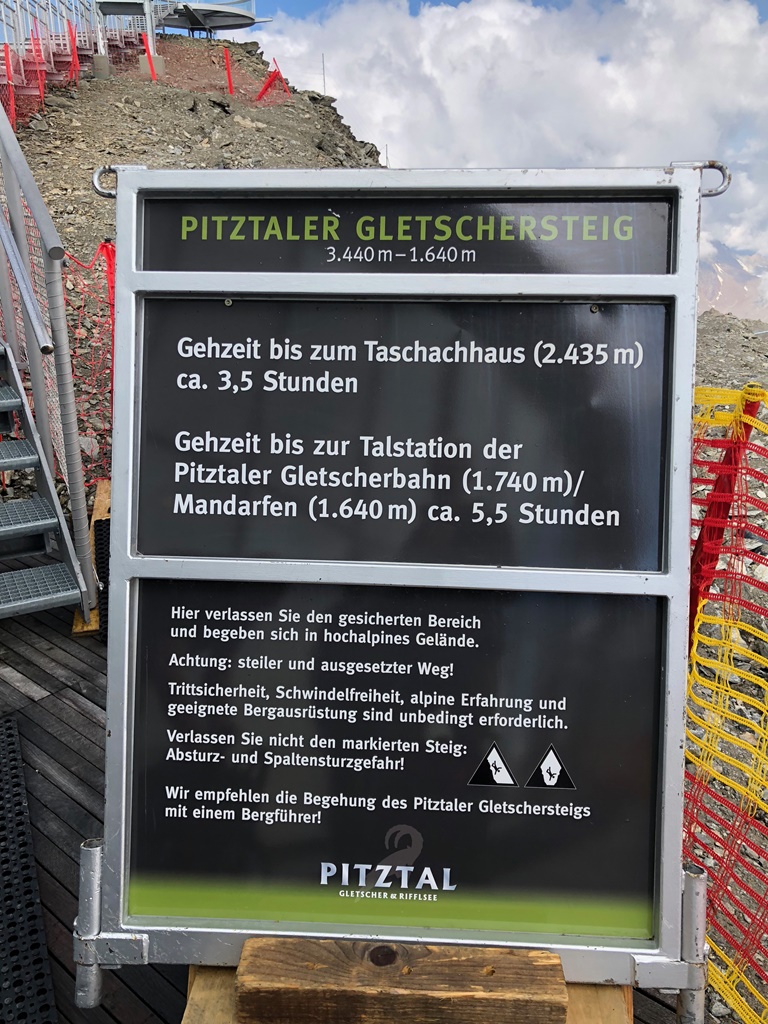 PITZTALER GLETSCHERSTEIG
3.440 m – 1.640 m
Gehzeit bis zum Taschachhaus (2.435 m)
ca. 3,5 Stunden
Gehzeit bis zur Talstation der
Pitztaler Gletscherbahn (1.740 m)/
Mandarfen (1.640 m) ca. 5,5 Stunden
Hier verlassen Sie den gesicherten Bereich
und begeben sich in hochalpines Gelände.
Achtung: steiler und ausgesetzter Weg!
Trittsicherheit, Schwindelfreiheit, alpine Erfahrung und
geeignete Bergausrüstung sind unbedingt erforderlich.
Verlassen Sie nicht den markierten Steig:
Absturz- und Spaltensturzgefahr!
Wir empfehlen die Begehung des Pitztaler Gletschersteigs
mit einem Bergführer!
PITZTAL
GLETSCHER & RIFFLSEE